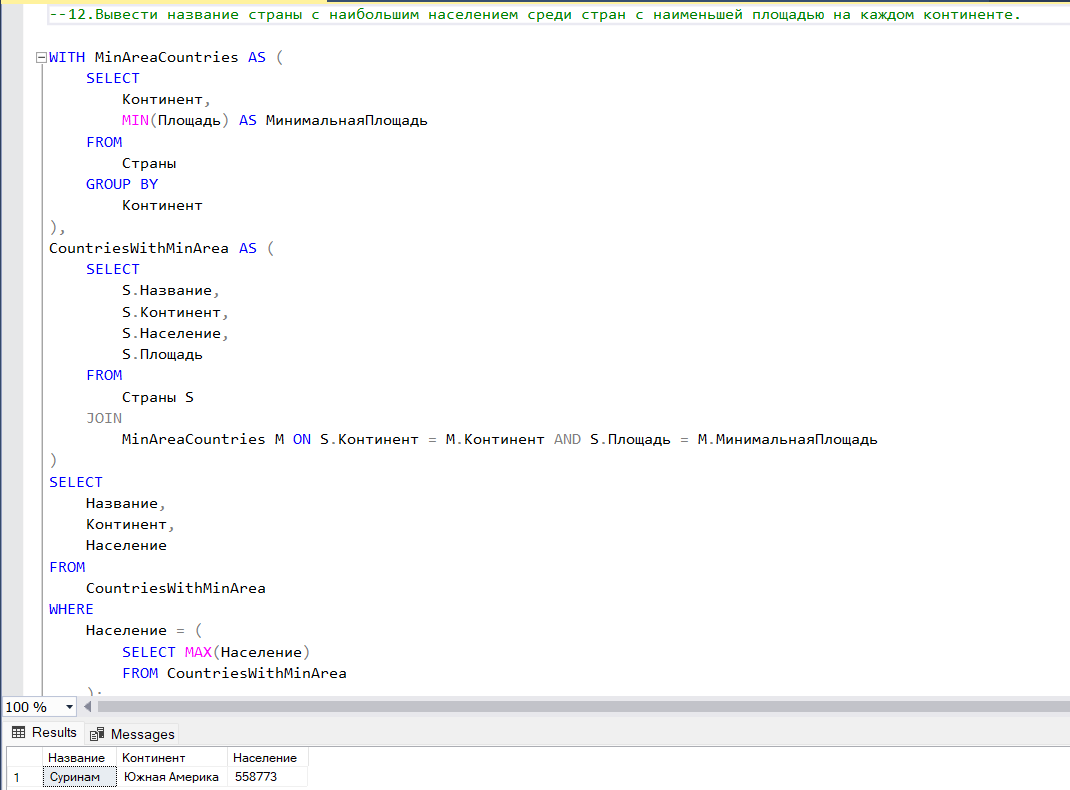 --12.Вывести название страны с наибольшим населением среди стран с наименьшей площадью на каждом континенте.
WITH MinAreaCountries AS (
SELECT
Континент,
MIN(Площадь) AS МинимальнаяПлощадь
FROM
Страны
GROUP BY
Континент
),
CountriesWithMinArea AS (
SELECT
S.Название,
S.Континент,
S.Население,
S.Площадь
FROM
Страны S
JOIN
MinAreaCountries M ON S.Континент = M.Континент AND S.Площадь = M.МинимальнаяПлощадь
)
SELECT
Название,
Континент,
Население
FROM
CountriesWithMinArea
WHERE
Население = (
SELECT MAX(Население)
FROM CountriesWithMinArea
);
100 %
Results Messages
Название Континент Население
1 Суринам Южная Америка 558773